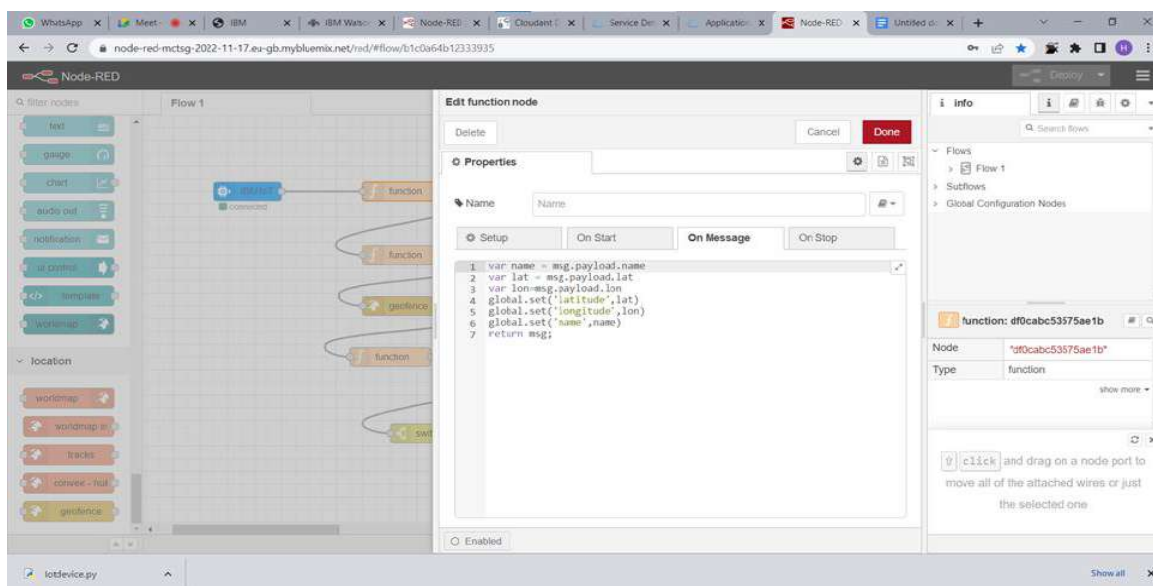 WhatsApp
Meet -
IBM
IBM Watso
Node-RED
Cloudant D
Service De
Application
Node-RED
Untitled d
node-red-mctsg-2022-11-17.eu-gb.mybluemix.net/red/#flow/b1c0a64b12333935
H
Node-RED
Deploy
filter nodes
text
gauge
chart
audio out
notification
ui control
template
worldmap
location
worldmap
worldmap in
tracks
convex - hull
geofence
Flow 1
IBM IoT
connected
function
function
geofence
function
swit
Edit function node
Delete
Cancel
Done
Properties
Name
Name
Setup
On Start
On Message
On Stop
1 var name = msg.payload.name
2 var lat = msg.payload.lat
3 var lon=msg.payload.lon
4 global.set('latitude',lat)
5 global.set('longitude',lon)
6 global.set('name',name)
7 return msg;
Enabled
i info
i
Search flows
Flows
Flow 1
Subflows
Global Configuration Nodes
function: df0cabc53575ae1b
Node "df0cabc53575ae1b"
Type function
show more
click and drag on a node port to
move all of the attached wires or just
the selected one
iotdevice.py
Show all